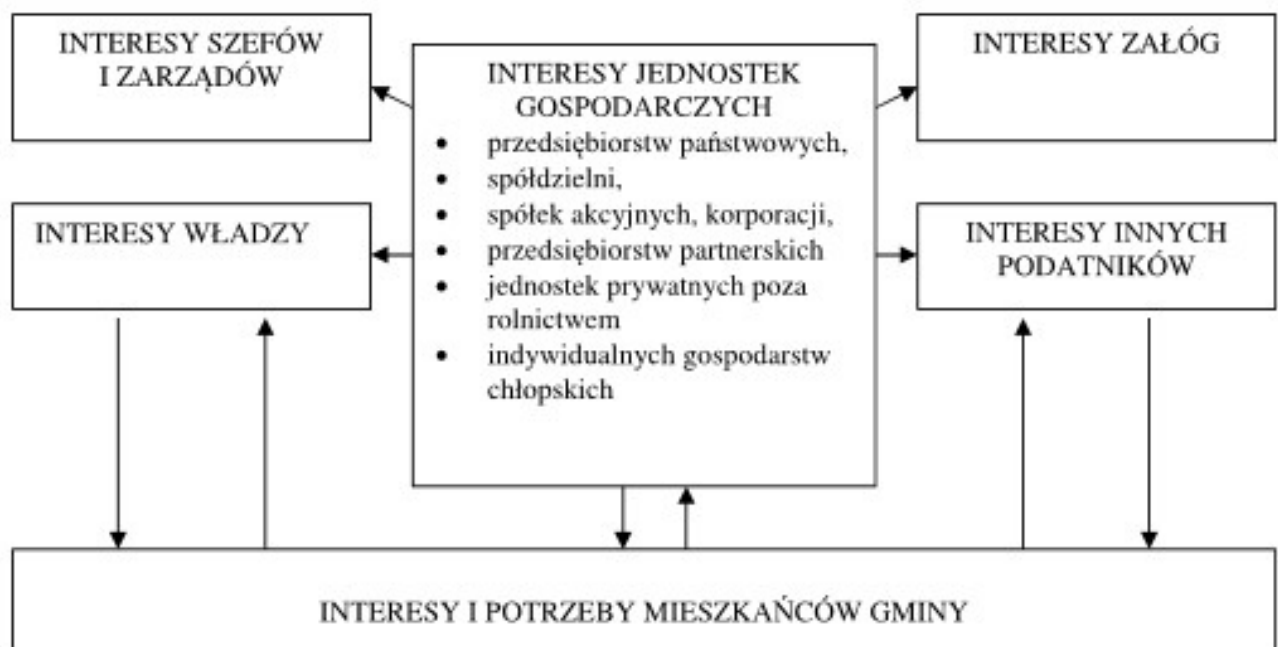 INTERESY SZEFÓW
I ZARZĄDÓW
INTERESY WŁADZY
INTERESY JEDNOSTEK
GOSPODARCZYCH
• przedsiębiorstw państwowych,
• spółdzielni,
• spółek akcyjnych, korporacji,
• przedsiębiorstw partnerskich
• jednostek prywatnych poza
rolnictwem
• indywidualnych gospodarstw
chłopskich
INTERESY ZAŁÓG
INTERESY INNYCH
PODATNIKÓW
INTERESY I POTRZEBY MIESZKAŃCÓW GMINY